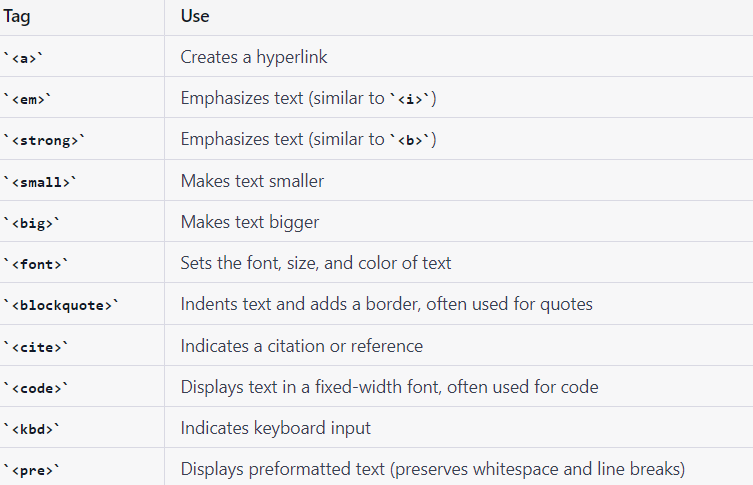 Tag Use
`<a>` Creates a hyperlink
`<em>` Emphasizes text (similar to `<i>`)
`<strong>` Emphasizes text (similar to `<b>`)
`<small>` Makes text smaller
`<big>` Makes text bigger
`<font>` Sets the font, size, and color of text
`<blockquote>` Indents text and adds a border, often used for quotes
`<cite>` Indicates a citation or reference
`<code>` Displays text in a fixed-width font, often used for code
`<kbd>` Indicates keyboard input
`<pre>` Displays preformatted text (preserves whitespace and line breaks)